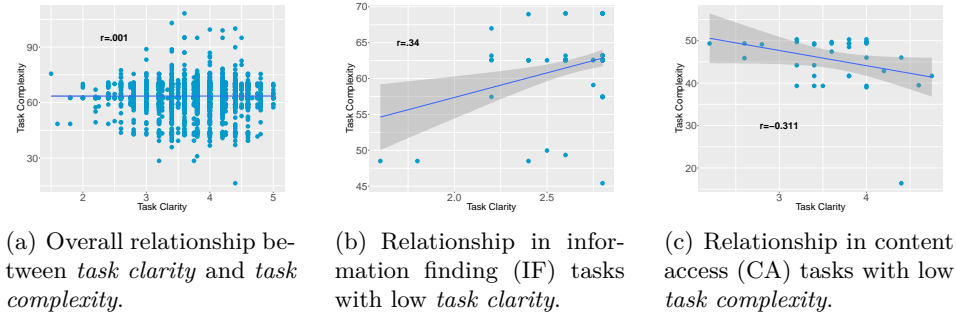 r=.001
Task Complexity
90
70
50
30
2
3
4
5
Task Clarity
r=.34
Task Complexity
70
65
60
55
50
45
2.0
2.5
Task Clarity
r=−0.311
Task Complexity
50
40
30
20
3
4
Task Clarity
(a) Overall relationship be-
tween task clarity and task
complexity.
(b) Relationship in infor-
mation finding (IF) tasks
with low task clarity.
(c) Relationship in content
access (CA) tasks with low
task complexity.